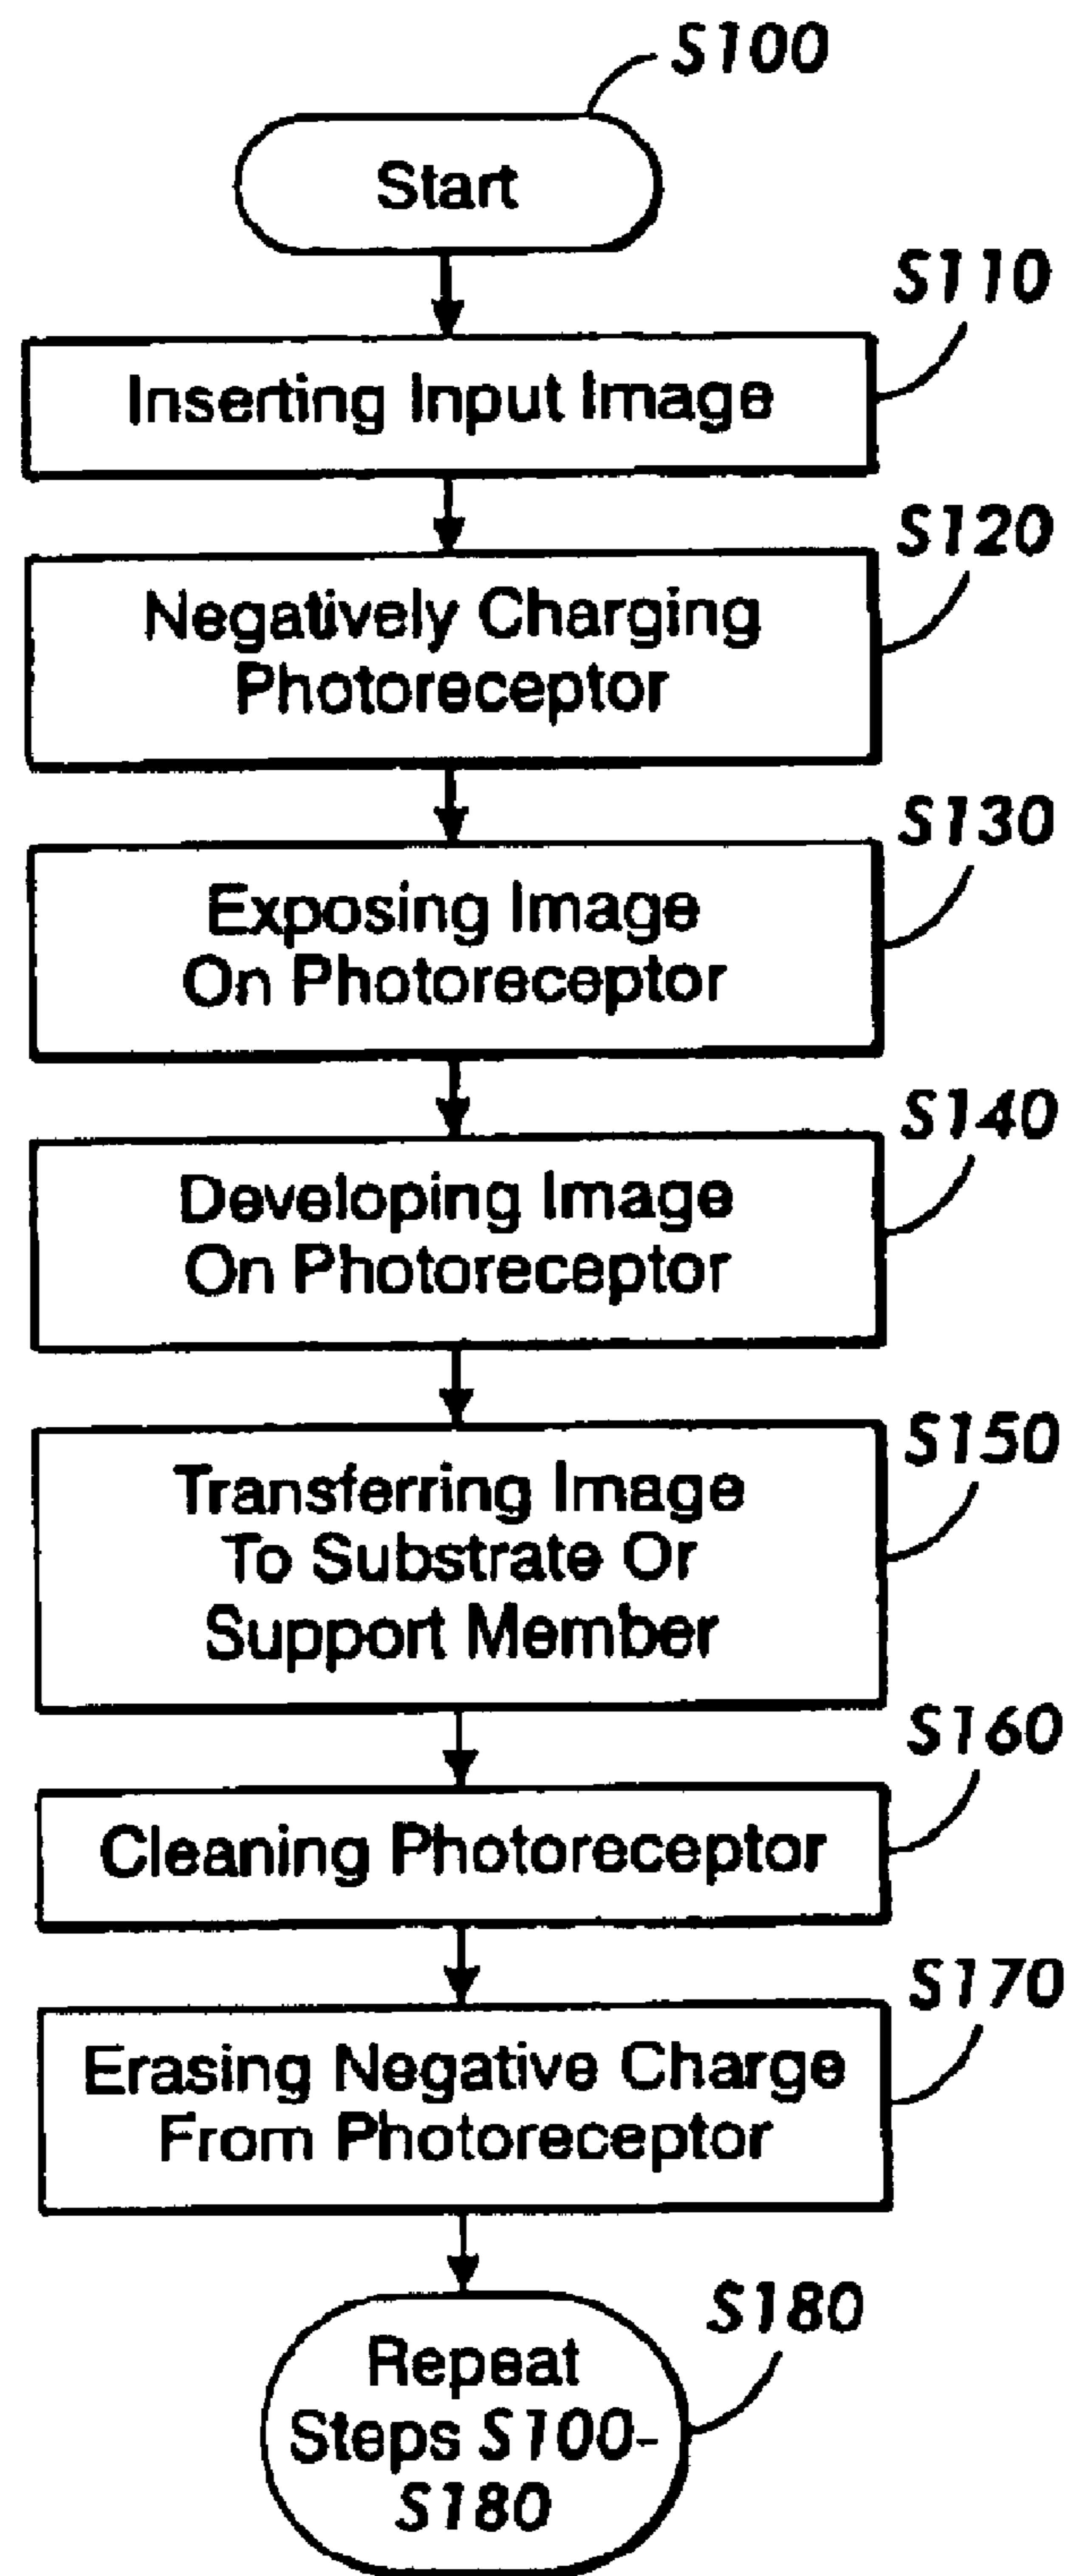 S100
Start
S110
Inserting Input Image
S120
Negatively Charging
Photoreceptor
S130
Exposing Image
On Photoreceptor
S140
Developing Image
On Photoreceptor
S150
Transferring Image
To Substrate Or
Support Member
S160
Cleaning Photoreceptor
S170
Erasing Negative Charge
From Photoreceptor
S180
Repeat
Steps S100-
S180